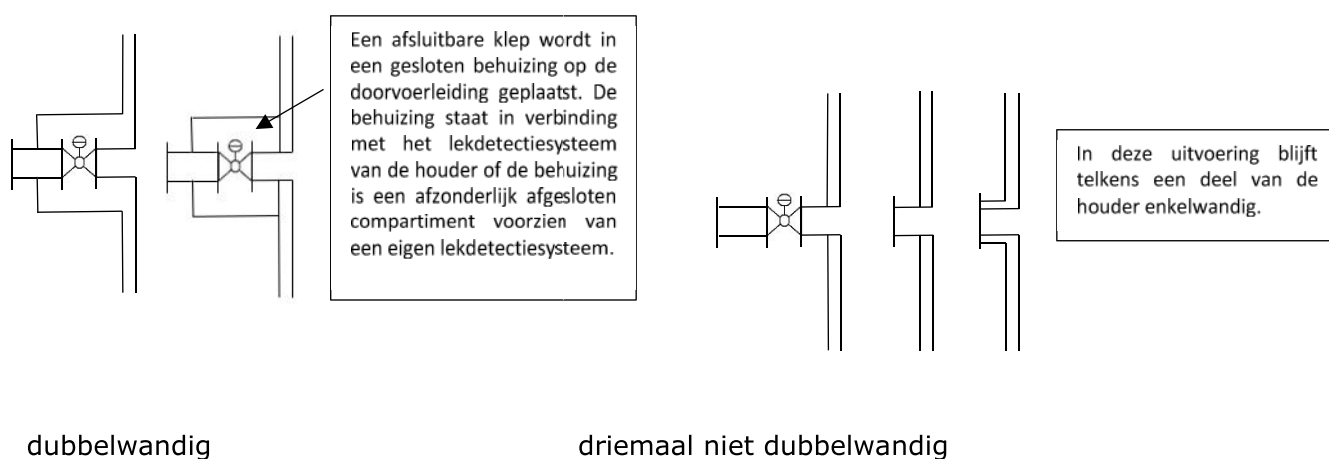 Een afsluitbare klep wordt in
een gesloten behuizing op de
doorvoerleiding geplaatst. De
behuizing staat in verbinding
met het lekdetectiesysteem
van de houder of de behuizing
is een afzonderlijk afgesloten
compartiment voorzien van
een eigen lekdetectiesysteem.
In deze uitvoering blijft
telkens een deel van de
houder enkelwandig.
dubbelwandig
driemaal niet dubbelwandig